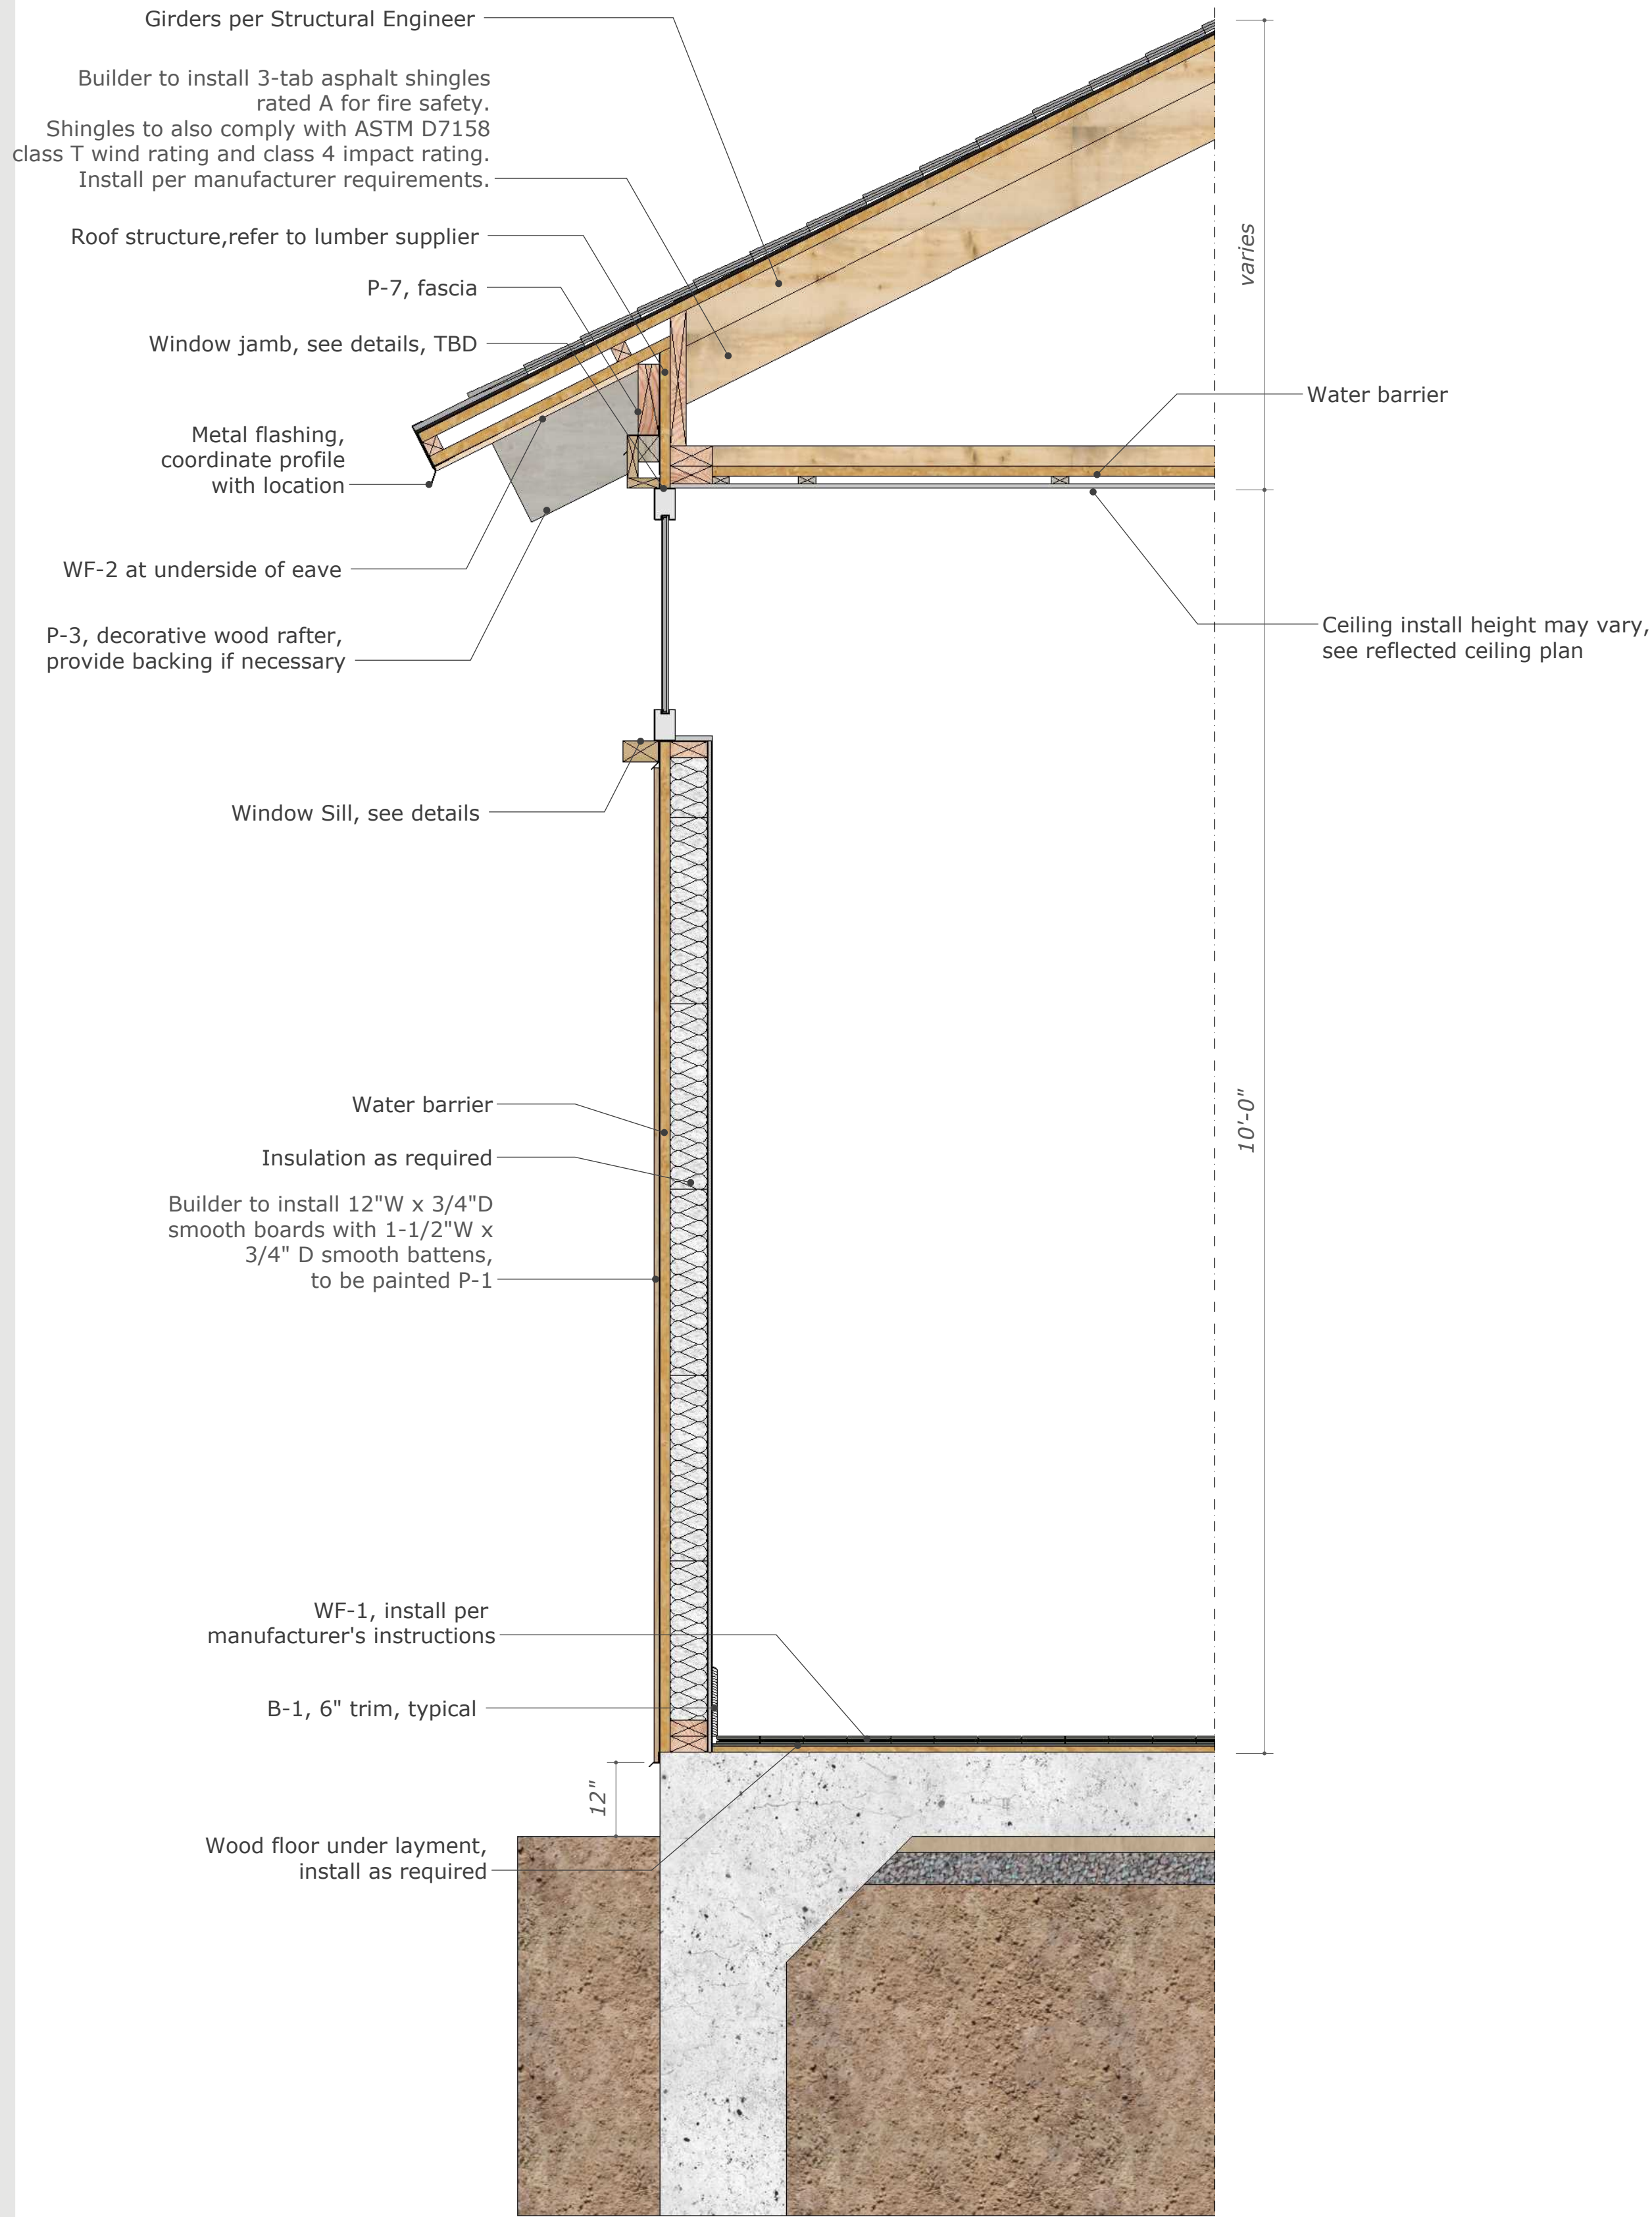 Girders per Structural Engineer
Builder to install 3-tab asphalt shingles
rated A for fire safety.
Shingles to also comply with ASTM D7158
class T wind rating and class 4 impact rating.
Install per manufacturer requirements.
Roof structure,refer to lumber supplier
P-7, fascia
Window jamb, see details, TBD
Metal flashing,
coordinate profile
with location
WF-2 at underside of eave
P-3, decorative wood rafter,
provide backing if necessary
Window Sill, see details
Water barrier
Insulation as required
Builder to install 12"W x 3/4"D
smooth boards with 1-1/2"W x
3/4" D smooth battens,
to be painted P-1
WF-1, install per
manufacturer's instructions
B-1, 6" trim, typical
12"
Wood floor under layment,
install as required
varies
Water barrier
Ceiling install height may vary,
see reflected ceiling plan
10'-0"